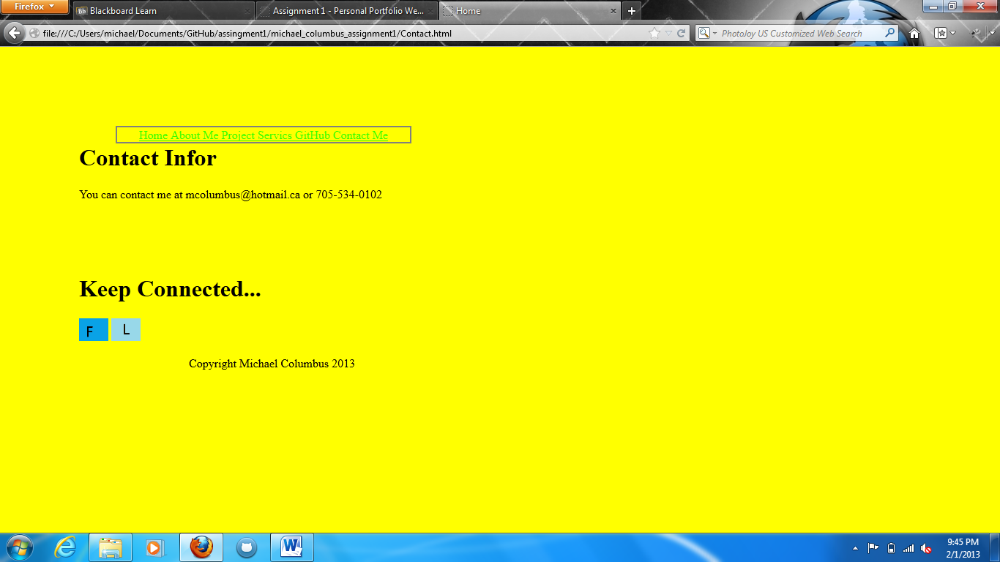 Firefox
Bb Blackboard Learn
Assignment 1 - Personal Portfolio We...
Home
file:///C:/Users/michael/Documents/GitHub/assingment1/michael_columbus_assignment1/Contact.html
PhotoJoy US Customized Web Search
Home About Me Project Servics GitHub Contact Me
Contact Infor
You can contact me at mcolumbus@hotmail.ca or 705-534-0102
Keep Connected...
F L
Copyright Michael Columbus 2013
9:45 PM
2/1/2013